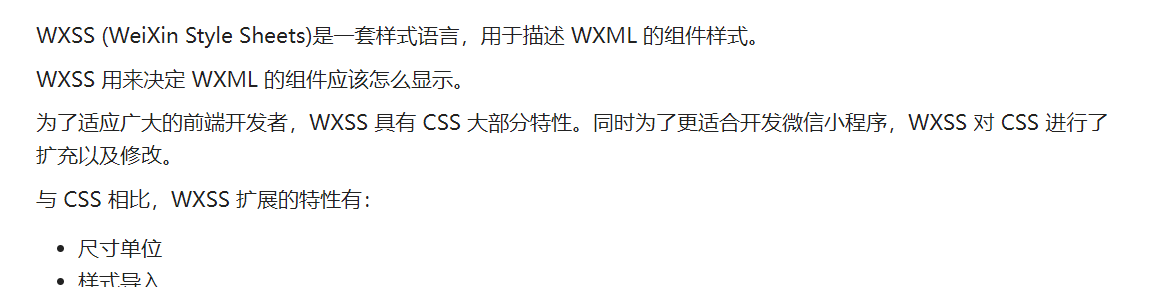 WXSS (WeiXin Style Sheets)是一套样式语言，用于描述 WXML 的组件样式。
WXSS 用来决定 WXML 的组件应该怎么显示。
为了适应广大的前端开发者，WXSS 具有 CSS 大部分特性。同时为了更适合开发微信小程序，WXSS 对 CSS 进行了
扩充以及修改。
与 CSS 相比，WXSS 扩展的特性有：
• 尺寸单位
• 样式导入